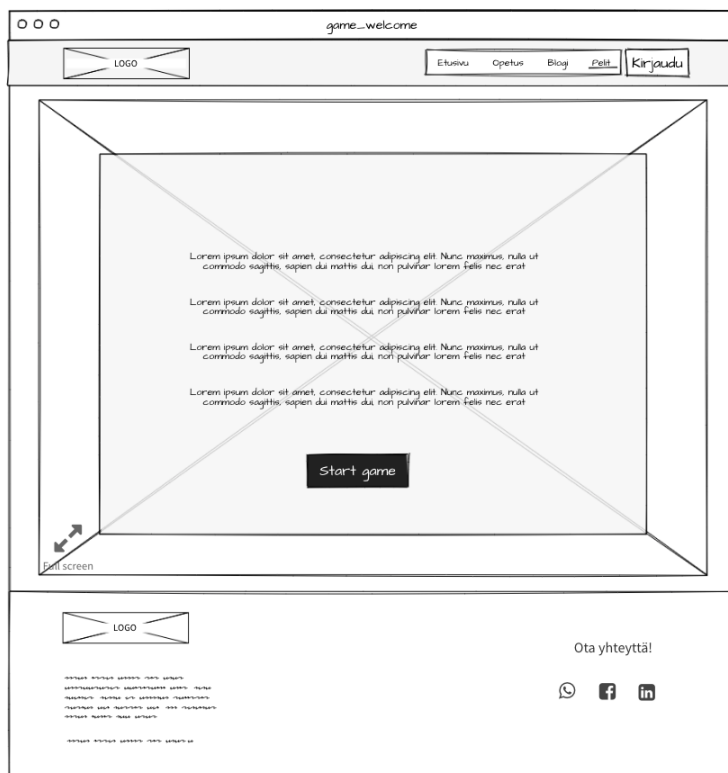 game_welcome
LOGO
Etusivu Opetus Blogi Pelit Kirjaudu
Lorem ipsum dolor sit amet, consectetur adipiscing elit. Nunc maximus, nulla ut
commodo sagittis, sapien dui mattis dui, non pulvinar lorem felis nec erat
Lorem ipsum dolor sit amet, consectetur adipiscing elit. Nunc maximus, nulla ut
commodo sagittis, sapien dui mattis dui, non pulvinar lorem felis nec erat
Lorem ipsum dolor sit amet, consectetur adipiscing elit. Nunc maximus, nulla ut
commodo sagittis, sapien dui mattis dui, non pulvinar lorem felis nec erat
Lorem ipsum dolor sit amet, consectetur adipiscing elit. Nunc maximus, nulla ut
commodo sagittis, sapien dui mattis dui, non pulvinar lorem felis nec erat
Start game
Full screen
LOGO
Ota yhteyttä!